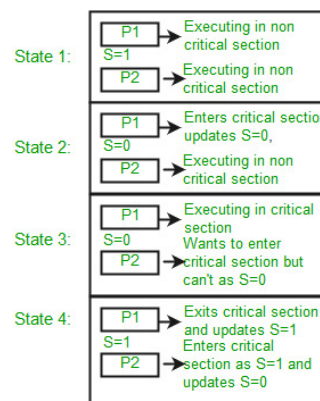 State 1:
P1
Executing in non
critical section
S=1
P2
Executing in non
critical section
State 2:
P1
Enters critical sectio
updates S=0,
S=0
P2
Executing in non
critical section
State 3:
P1
Executing in critical
section
S=0
Wants to enter
P2
critical section but
can't as S=0
State 4:
P1
Exits critical section
and updates S=1
S=1
Enters critical
P2
section as S=1 and
updates S=0